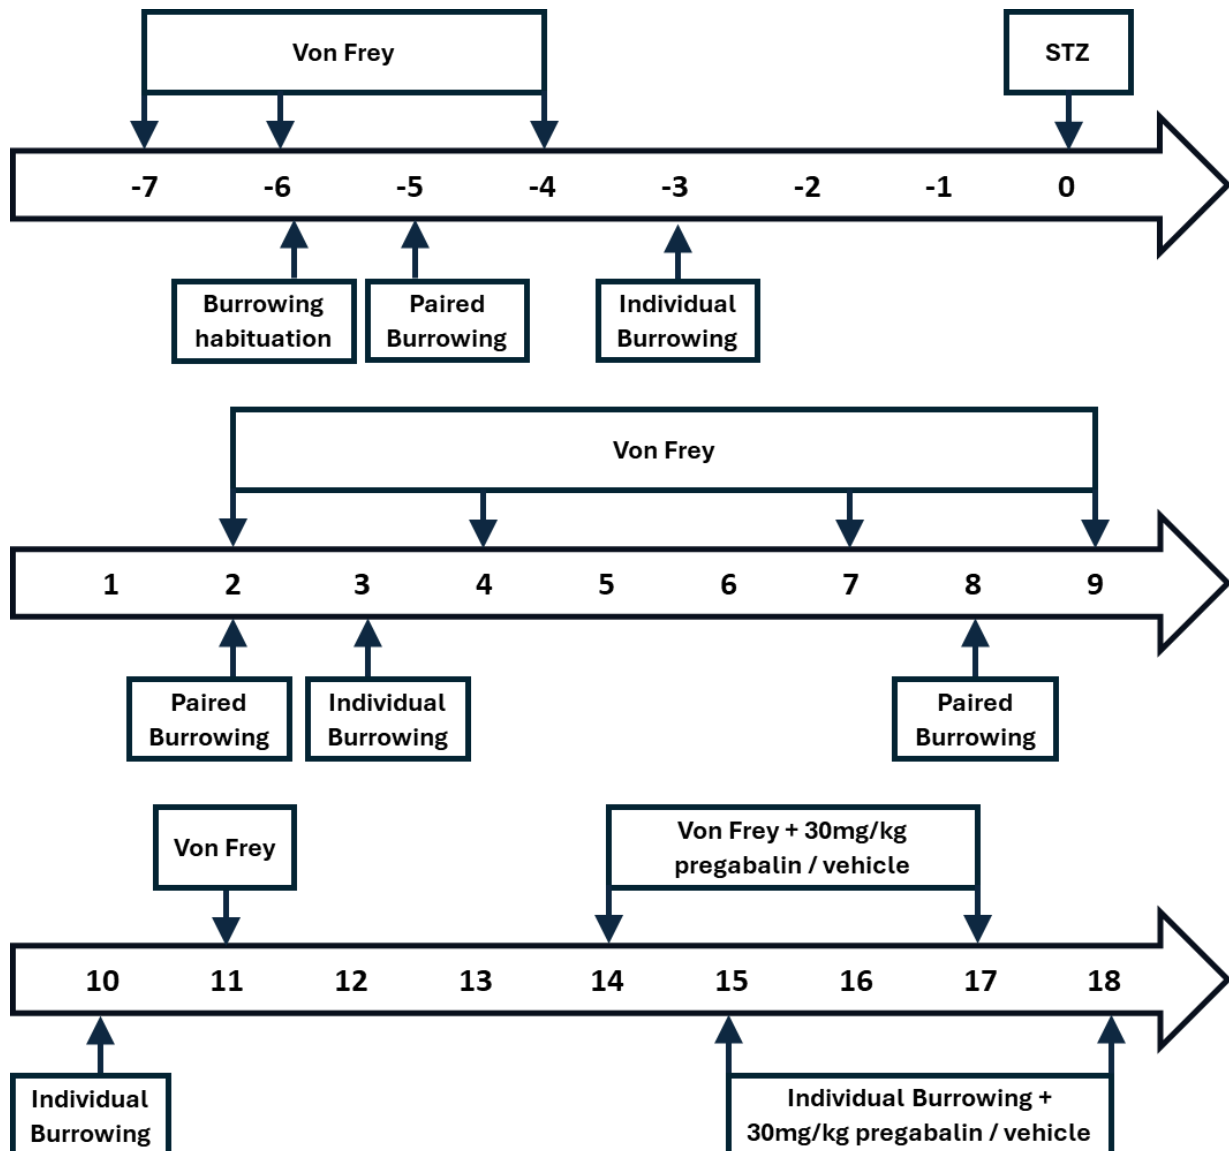 Von Frey
STZ
-7 -6 -5 -4 -3 -2 -1 0
Burrowing
habituation
Paired
Burrowing
Individual
Burrowing
Von Frey
1 2 3 4 5 6 7 8 9
Paired
Burrowing
Individual
Burrowing
Paired
Burrowing
Von Frey
Von Frey + 30mg/kg
pregabalin / vehicle
10 11 12 13 14 15 16 17 18
Individual
Burrowing
Individual Burrowing +
30mg/kg pregabalin / vehicle